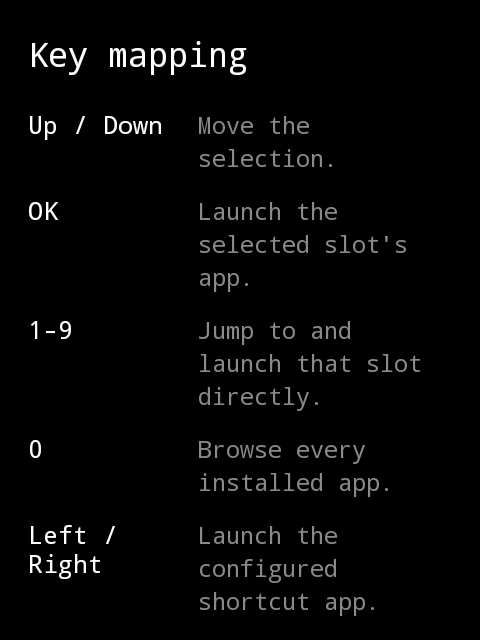 Key mapping
Up / Down Move the
selection.
OK Launch the
selected slot's
app.
1–9 Jump to and
launch that slot
directly.
0 Browse every
installed app.
Left / Launch the
Right configured
shortcut app.